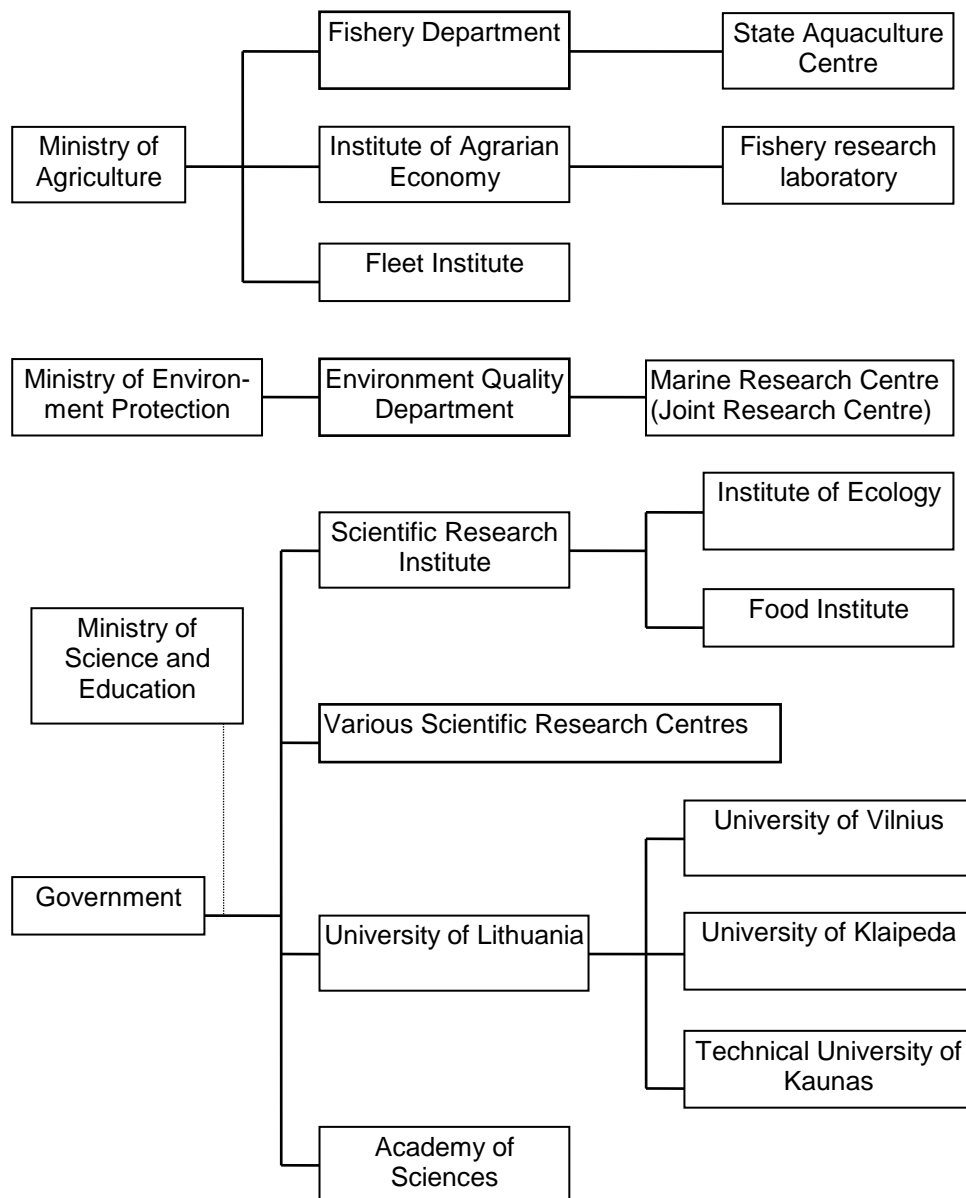 Fishery Department
State Aquaculture
Centre
Ministry of
Agriculture
Institute of Agrarian
Economy
Fishery research
laboratory
Fleet Institute
Ministry of Environ-
ment Protection
Environment Quality
Department
Marine Research Centre
(Joint Research Centre)
Institute of Ecology
Scientific Research
Institute
Food Institute
Ministry of
Science and
Education
Various Scientific Research Centres
University of Vilnius
Government
University of Lithuania
University of Klaipeda
Technical University of
Kaunas
Academy of
Sciences